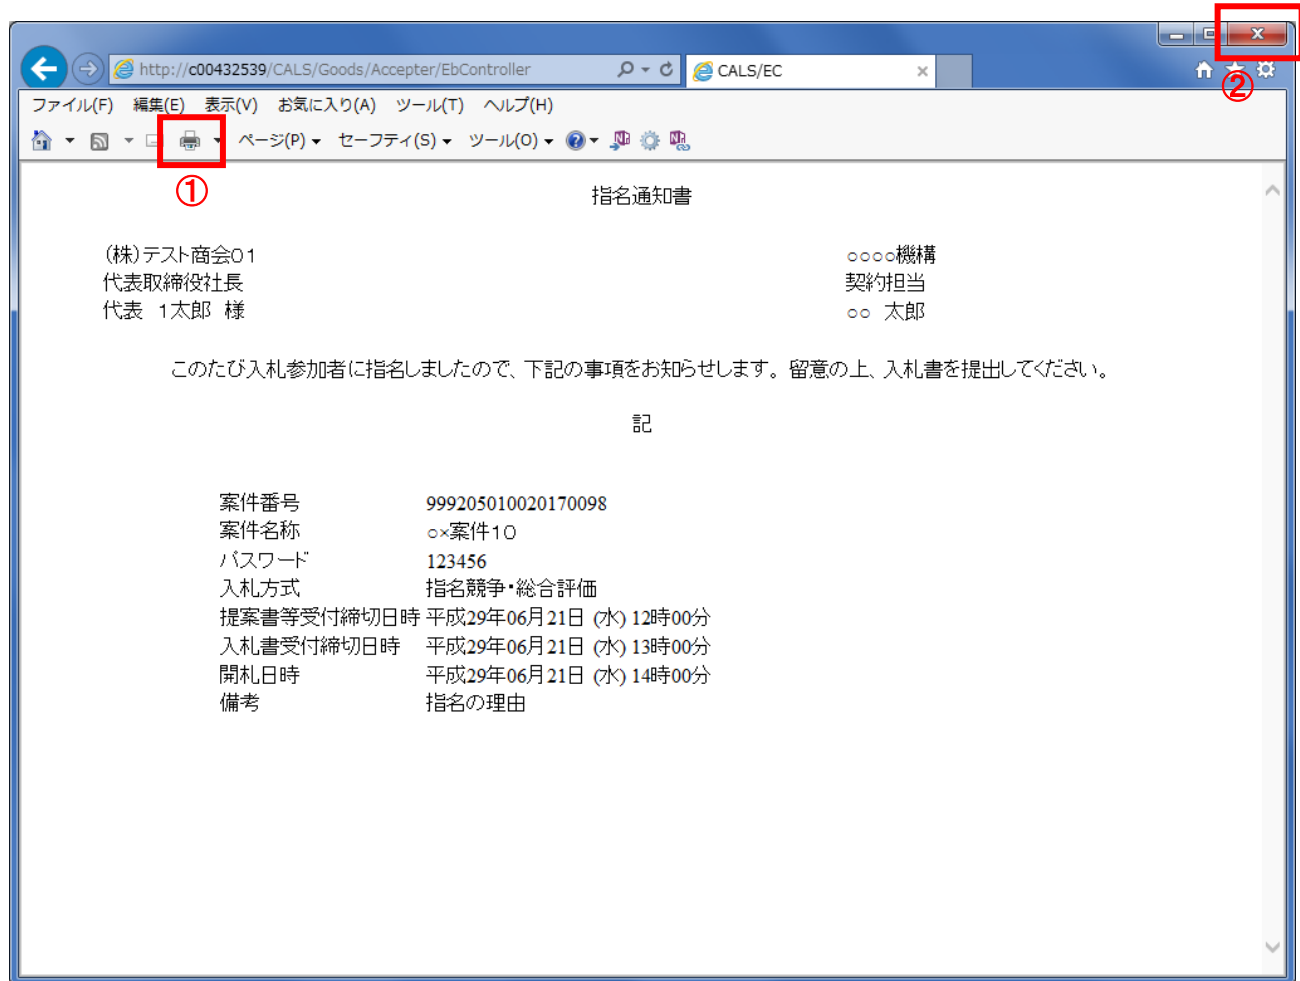 ②
http://c00432539/CALS/Goods/Accepter/EbController CALS/EC
ファイル(F) 編集(E) 表示(V) お気に入り(A) ツール(T) ヘルプ(H)
ページ(P) セーフティ(S) ツール(O)
①
指名通知書
(株)テスト商会01 ○○○○機構
代表取締役社長 契約担当
代表 1太郎 様 ○○ 太郎
このたび入札参加者に指名しましたので、下記の事項をお知らせします。留意の上、入札書を提出してください。
記
案件番号 999205010020170098
案件名称 ○×案件10
パスワード 123456
入札方式 指名競争・総合評価
提案書等受付締切日時 平成29年06月21日 (水) 12時00分
入札書受付締切日時 平成29年06月21日 (水) 13時00分
開札日時 平成29年06月21日 (水) 14時00分
備考 指名の理由